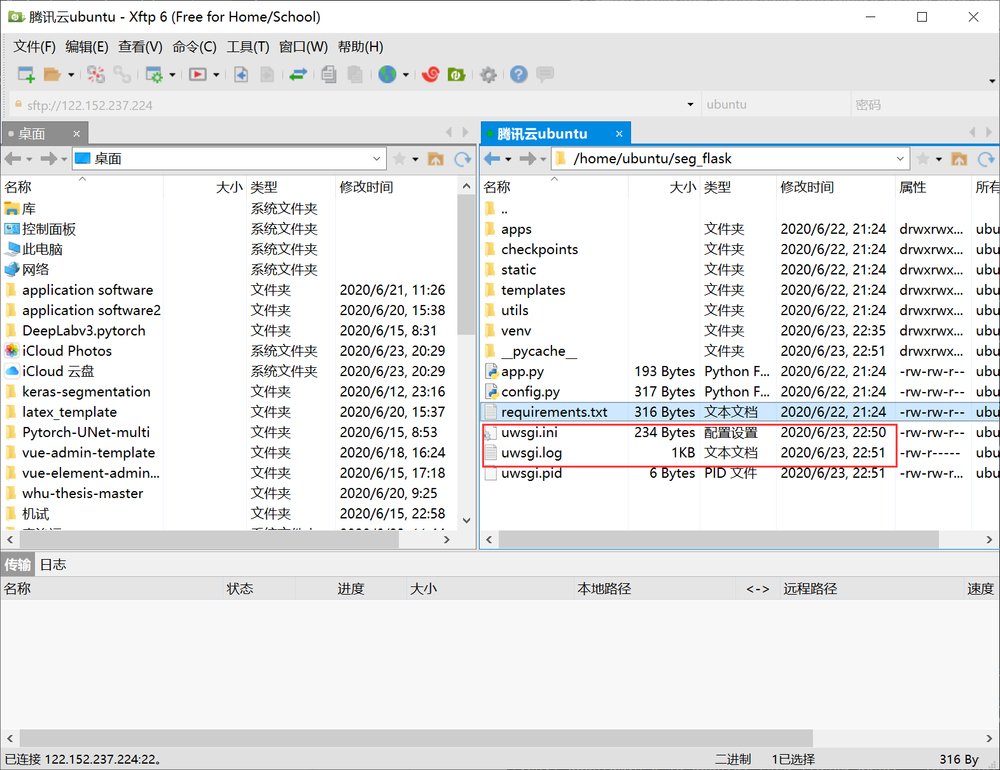 腾讯云ubuntu - Xftp 6 (Free for Home/School)
文件(F) 编辑(E) 查看(V) 命令(C) 工具(T) 窗口(W) 帮助(H)
sftp://122.152.237.224 ubuntu 密码
桌面
桌面
名称 大小 类型 修改时间
库 系统文件夹
控制面板 系统文件夹
此电脑 系统文件夹
网络 系统文件夹
application software 文件夹 2020/6/21, 11:26
application software2 文件夹 2020/6/20, 15:38
DeepLabv3.pytorch 文件夹 2020/6/15, 8:31
iCloud Photos 系统文件夹 2020/6/23, 20:29
iCloud 云盘 系统文件夹 2020/6/23, 20:29
keras-segmentation 文件夹 2020/6/12, 23:16
latex_template 文件夹 2020/6/20, 15:37
Pytorch-UNet-multi 文件夹 2020/6/15, 8:53
vue-admin-template 文件夹 2020/6/18, 16:24
vue-element-admin... 文件夹 2020/6/15, 17:18
whu-thesis-master 文件夹 2020/6/20, 9:25
机试 文件夹 2020/6/15, 22:58
腾讯云ubuntu
/home/ubuntu/seg_flask
名称 大小 类型 修改时间 属性 所有
..
apps 文件夹 2020/6/22, 21:24 drwxrwx... ubu
checkpoints 文件夹 2020/6/22, 21:24 drwxrwx... ubu
static 文件夹 2020/6/22, 21:24 drwxrwx... ubu
templates 文件夹 2020/6/22, 21:24 drwxrwx... ubu
utils 文件夹 2020/6/22, 21:24 drwxrwx... ubu
venv 文件夹 2020/6/23, 22:35 drwxrwx... ubu
__pycache__ 文件夹 2020/6/23, 22:51 drwxrwx... ubu
app.py 193 Bytes Python F... 2020/6/22, 21:24 -rw-rw-r-- ubu
config.py 317 Bytes Python F... 2020/6/22, 21:24 -rw-rw-r-- ubu
requirements.txt 316 Bytes 文本文档 2020/6/22, 21:24 -rw-rw-r-- ubu
uwsgi.ini 234 Bytes 配置设置 2020/6/23, 22:50 -rw-rw-r-- ubu
uwsgi.log 1KB 文本文档 2020/6/23, 22:51 -rw-r----- ubu
uwsgi.pid 6 Bytes PID 文件 2020/6/23, 22:51 -rw-rw-r... ubu
传输 日志
名称 状态 进度 大小 本地路径 <-> 远程路径 速度
已连接 122.152.237.224:22。 二进制 1已选择 316 By